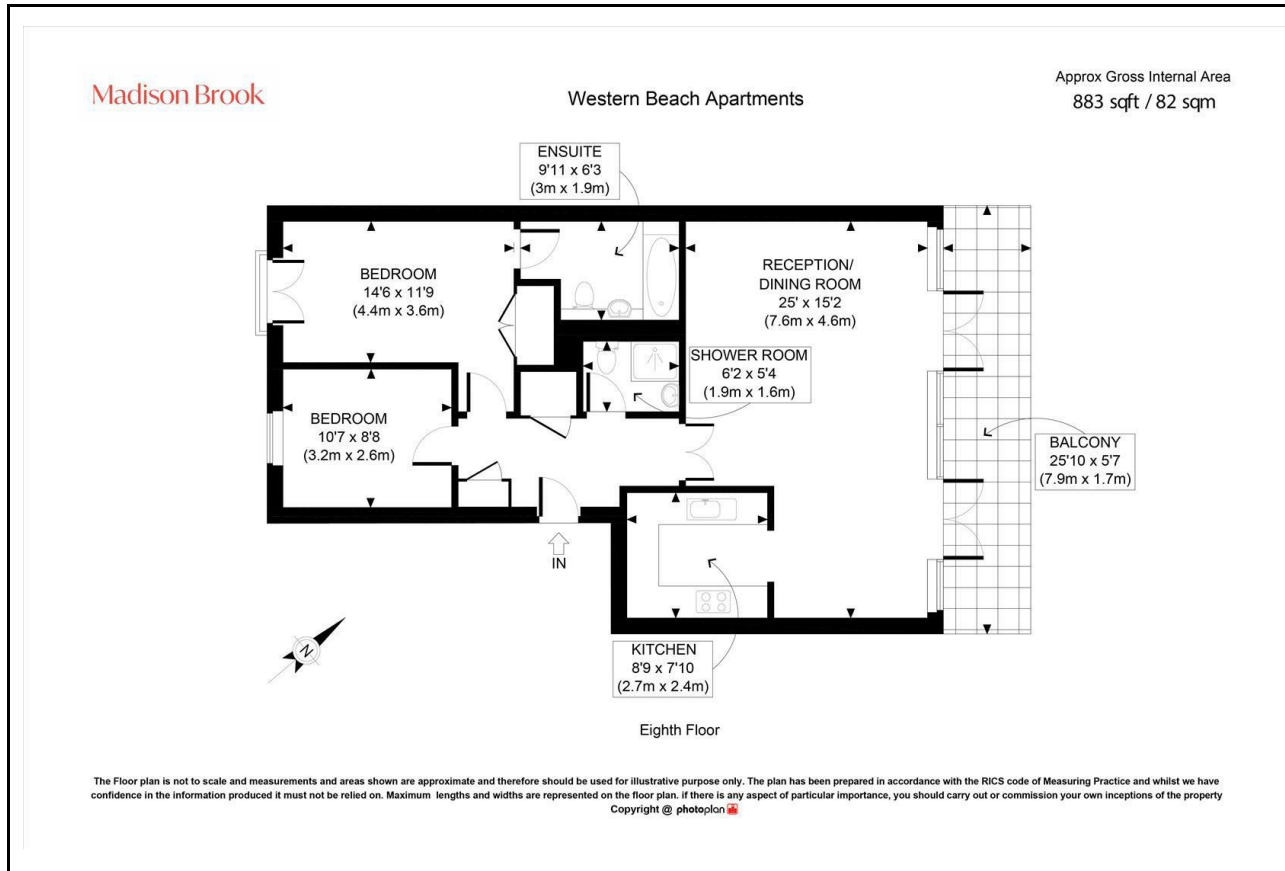 Madison Brook
Western Beach Apartments
Approx Gross Internal Area
883 sqft / 82 sqm
ENSUITE
9'11 x 6'3
(3m x 1.9m)
BEDROOM
14'6 x 11'9
(4.4m x 3.6m)
RECEPTION/
DINING ROOM
25' x 15'2
(7.6m x 4.6m)
SHOWER ROOM
6'2 x 5'4
(1.9m x 1.6m)
BEDROOM
10'7 x 8'8
(3.2m x 2.6m)
BALCONY
25'10 x 5'7
(7.9m x 1.7m)
IN
N
KITCHEN
8'9 x 7'10
(2.7m x 2.4m)
Eighth Floor
The Floor plan is not to scale and measurements and areas shown are approximate and therefore should be used for illustrative purpose only. The plan has been prepared in accordance with the RICS code of Measuring Practice and whilst we have
confidence in the information produced it must not be relied on. Maximum lengths and widths are represented on the floor plan. if there is any aspect of particular importance, you should carry out or commission your own inceptions of the property
Copyright @ photoplan